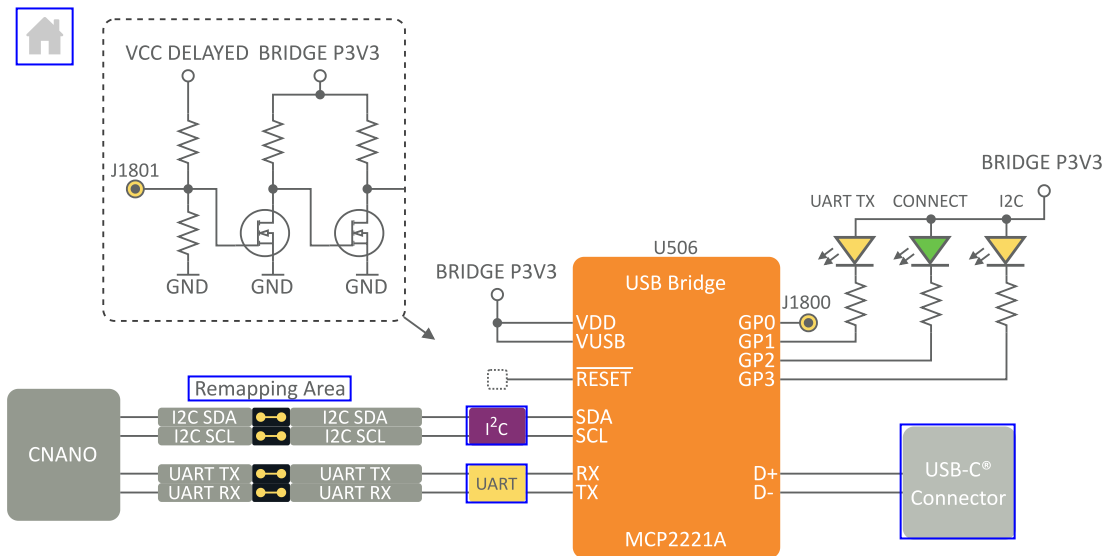 VCC DELAYED BRIDGE P3V3
J1801
GND GND GND
BRIDGE P3V3
UART TX CONNECT I2C
U506
USB Bridge
BRIDGE P3V3
J1800
VDD GP0
VUSB GP1
GP2
RESET GP3
Remapping Area
I2C SDA I2C SDA SDA
I2C SCL I2C SCL SCL
I²C
CNANO
UART TX UART TX RX D+
UART RX UART RX TX D-
UART
USB-C®
Connector
MCP2221A